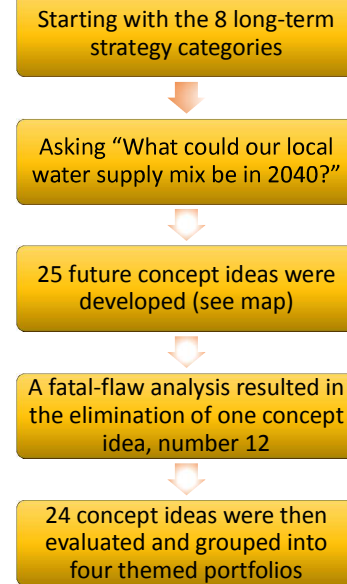 Starting with the 8 long-term
strategy categories
Asking “What could our local
water supply mix be in 2040?”
25 future concept ideas were
developed (see map)
A fatal-flaw analysis resulted in
the elimination of one concept
idea, number 12
24 concept ideas were then
evaluated and grouped into
four themed portfolios